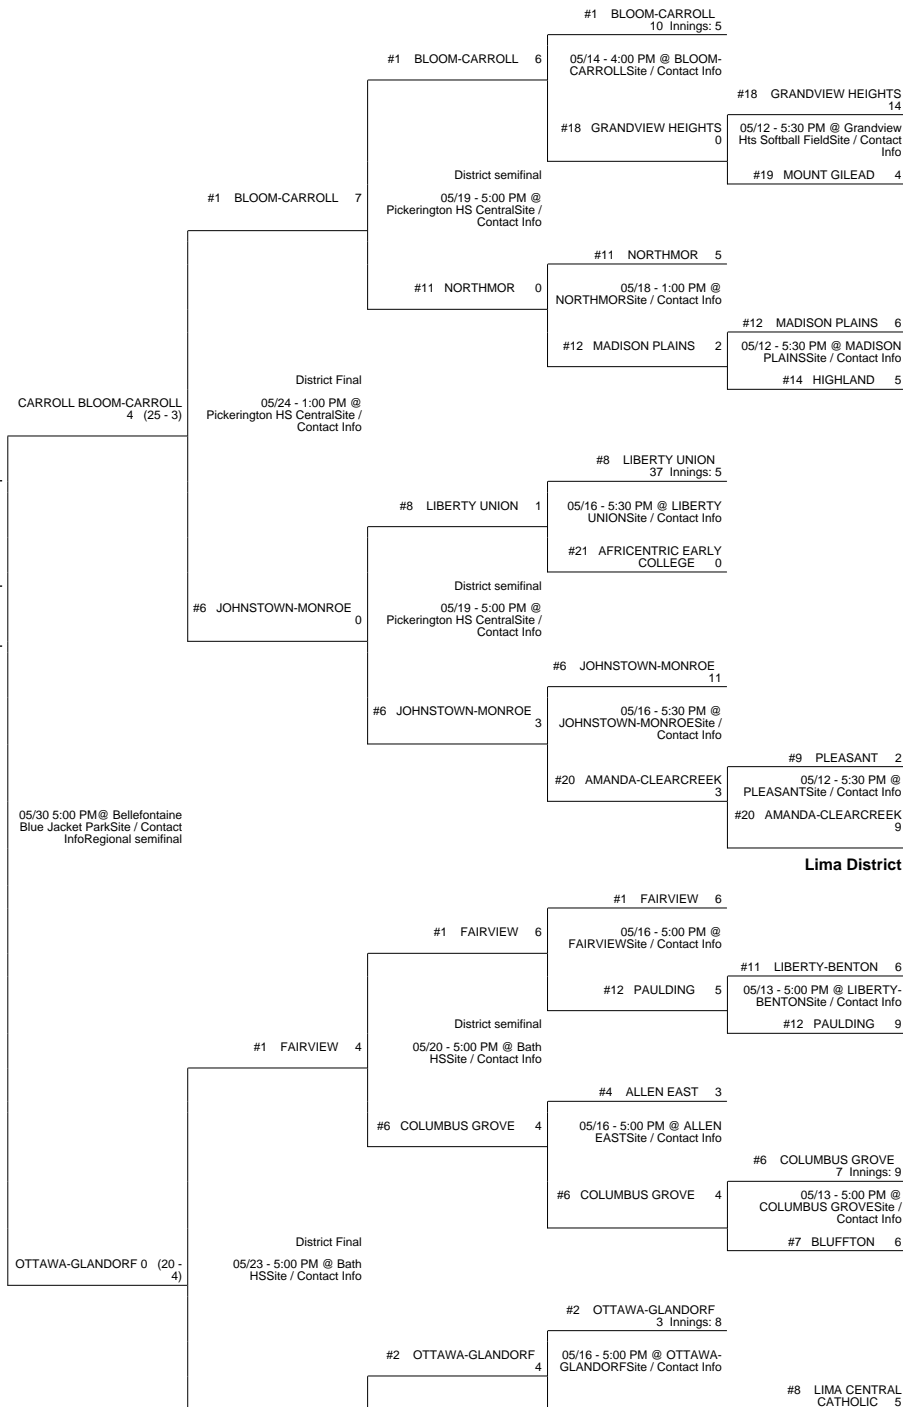 #1 BLOOM-CARROLL
10 Innings: 5
#1 BLOOM-CARROLL 6
05/14 - 4:00 PM @ BLOOM-
CARROLLSite / Contact Info
#18 GRANDVIEW HEIGHTS
14
#18 GRANDVIEW HEIGHTS
0
05/12 - 5:30 PM @ Grandview
Hts Softball FieldSite / Contact
Info
#19 MOUNT GILEAD 4
District semifinal
#1 BLOOM-CARROLL 7
05/19 - 5:00 PM @
Pickerington HS CentralSite /
Contact Info
#11 NORTHMOR 5
#11 NORTHMOR 0
05/18 - 1:00 PM @
NORTHMORSite / Contact Info
#12 MADISON PLAINS 6
#12 MADISON PLAINS 2
05/12 - 5:30 PM @ MADISON
PLAINSSite / Contact Info
#14 HIGHLAND 5
District Final
CARROLL BLOOM-CARROLL
4 (25 - 3)
05/24 - 1:00 PM @
Pickerington HS CentralSite /
Contact Info
#8 LIBERTY UNION
37 Innings: 5
#8 LIBERTY UNION 1
05/16 - 5:30 PM @ LIBERTY
UNIONSite / Contact Info
#21 AFRICENTRIC EARLY
COLLEGE 0
District semifinal
#6 JOHNSTOWN-MONROE
0
05/19 - 5:00 PM @
Pickerington HS CentralSite /
Contact Info
#6 JOHNSTOWN-MONROE
11
#6 JOHNSTOWN-MONROE
3
05/16 - 5:30 PM @
JOHNSTOWN-MONROESite /
Contact Info
#9 PLEASANT 2
#20 AMANDA-CLEARCREEK
3
05/12 - 5:30 PM @
PLEASANTSite / Contact Info
#20 AMANDA-CLEARCREEK
9
05/30 5:00 PM@ Bellefontaine
Blue Jacket ParkSite / Contact
InfoRegional semifinal
Lima District
#1 FAIRVIEW 6
#1 FAIRVIEW 6
05/16 - 5:00 PM @
FAIRVIEWSite / Contact Info
#11 LIBERTY-BENTON 6
#12 PAULDING 5
05/13 - 5:00 PM @ LIBERTY-
BENTONSite / Contact Info
#12 PAULDING 9
District semifinal
#1 FAIRVIEW 4
05/20 - 5:00 PM @ Bath
HSSite / Contact Info
#4 ALLEN EAST 3
#6 COLUMBUS GROVE 4
05/16 - 5:00 PM @ ALLEN
EASTSite / Contact Info
#6 COLUMBUS GROVE
7 Innings: 9
#6 COLUMBUS GROVE 4
05/13 - 5:00 PM @
COLUMBUS GROVESite /
Contact Info
#7 BLUFFTON 6
District Final
OTTAWA-GLANDORF 0 (20 -
4)
05/23 - 5:00 PM @ Bath
HSSite / Contact Info
#2 OTTAWA-GLANDORF
3 Innings: 8
#2 OTTAWA-GLANDORF
4
05/16 - 5:00 PM @ OTTAWA-
GLANDORFSite / Contact Info
#8 LIMA CENTRAL
CATHOLIC 5